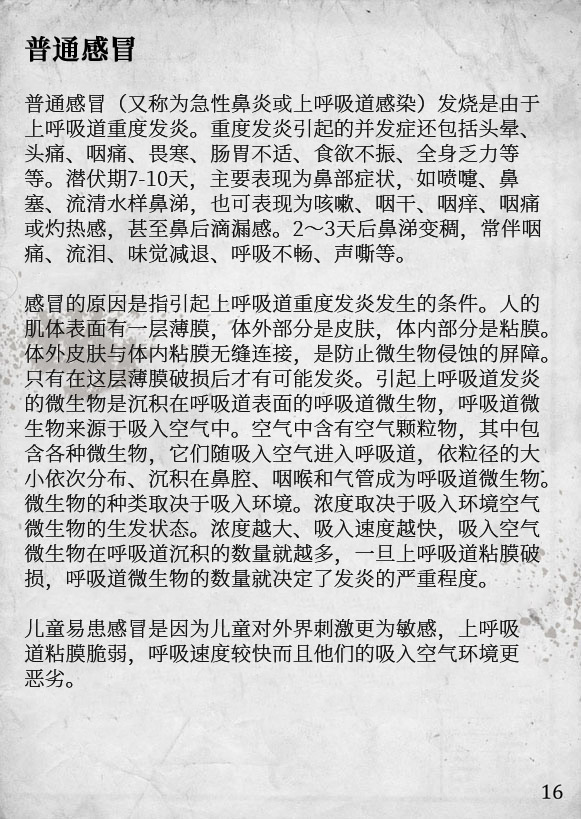 普通感冒
普通感冒（又称为急性鼻炎或上呼吸道感染）发烧是由于
上呼吸道重度发炎。重度发炎引起的并发症还包括头晕、
头痛、咽痛、畏寒、肠胃不适、食欲不振、全身乏力等
等。潜伏期7-10天，主要表现为鼻部症状，如喷嚏、鼻
塞、流清水样鼻涕，也可表现为咳嗽、咽干、咽痒、咽痛
或灼热感，甚至鼻后滴漏感。2～3天后鼻涕变稠，常伴咽
痛、流泪、味觉减退、呼吸不畅、声嘶等。
感冒的原因是指引起上呼吸道重度发炎发生的条件。人的
肌体表面有一层薄膜，体外部分是皮肤，体内部分是粘膜。
体外皮肤与体内粘膜无缝连接，是防止微生物侵蚀的屏障。
只有在这层薄膜破损后才有可能发炎。引起上呼吸道发炎
的微生物是沉积在呼吸道表面的呼吸道微生物，呼吸道微
生物来源于吸入空气中。空气中含有空气颗粒物，其中包
含各种微生物，它们随吸入空气进入呼吸道，依粒径的大
小依次分布、沉积在鼻腔、咽喉和气管成为呼吸道微生物。
微生物的种类取决于吸入环境。浓度取决于吸入环境空气
微生物的生发状态。浓度越大、吸入速度越快，吸入空气
微生物在呼吸道沉积的数量就越多，一旦上呼吸道粘膜破
损，呼吸道微生物的数量就决定了发炎的严重程度。
儿童易患感冒是因为儿童对外界刺激更为敏感，上呼吸
道粘膜脆弱，呼吸速度较快而且他们的吸入空气环境更
恶劣。
16